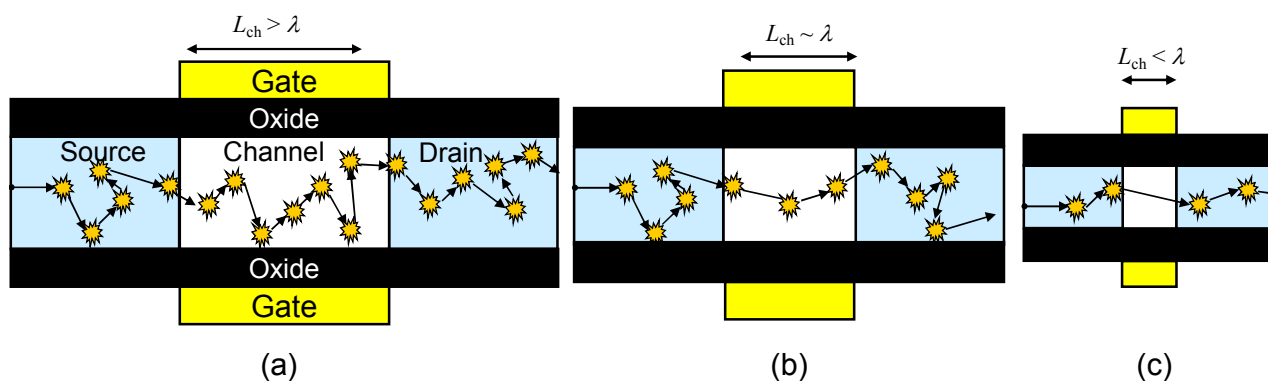 L_ch > λ
Gate
Oxide
Source Channel Drain
Oxide
Gate
(a)
L_ch ~ λ
(b)
L_ch < λ
(c)